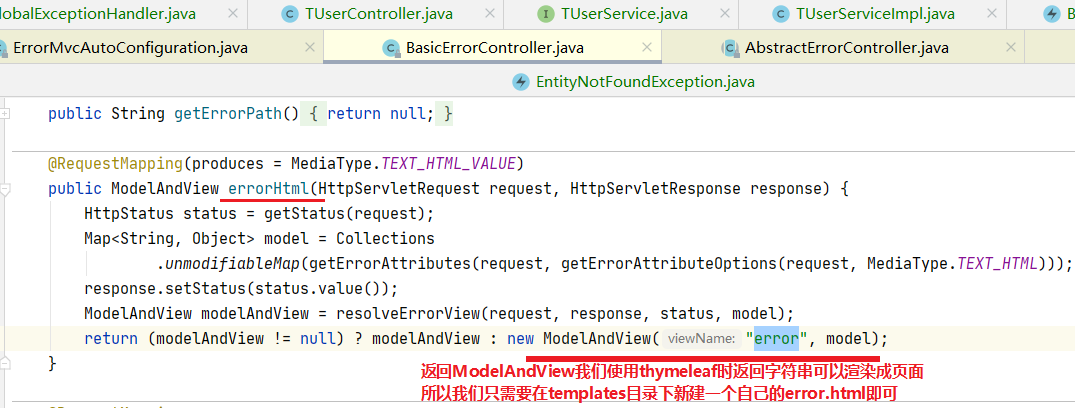 lobalExceptionHandler.java TUserController.java TUserService.java TUserServiceImpl.java B
ErrorMvcAutoConfiguration.java BasicErrorController.java AbstractErrorController.java
EntityNotFoundException.java
public String getErrorPath() { return null; }
@RequestMapping(produces = MediaType.TEXT_HTML_VALUE)
public ModelAndView errorHtml(HttpServletRequest request, HttpServletResponse response) {
HttpStatus status = getStatus(request);
Map<String, Object> model = Collections
.unmodifiableMap(getErrorAttributes(request, getErrorAttributeOptions(request, MediaType.TEXT_HTML)));
response.setStatus(status.value());
ModelAndView modelAndView = resolveErrorView(request, response, status, model);
return (modelAndView != null) ? modelAndView : new ModelAndView( viewName: "error", model);
返回ModelAndView我们使用thymeleaf时返回字符串可以渲染成页面
}
所以我们只需要在templates目录下新建一个自己的error.html即可